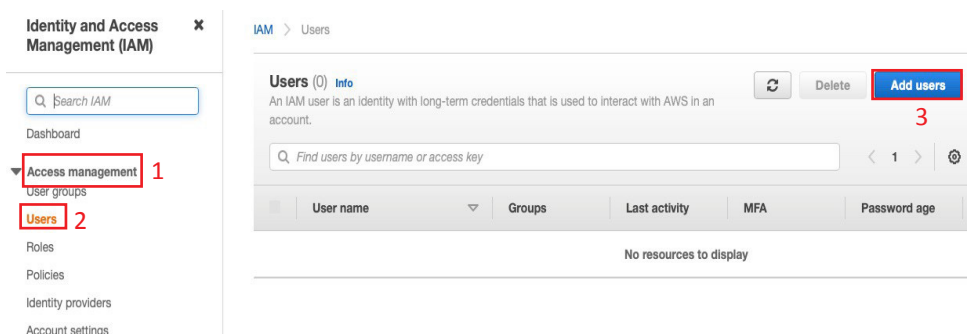 Identity and Access
Management (IAM)
Search IAM
Dashboard
Access management 1
User groups
Users 2
Roles
Policies
Identity providers
Account settings
IAM > Users
Users (0) Info
An IAM user is an identity with long-term credentials that is used to interact with AWS in an
account.
Delete
Add users
3
Find users by username or access key
< 1 >
User name Groups Last activity MFA Password age
No resources to display